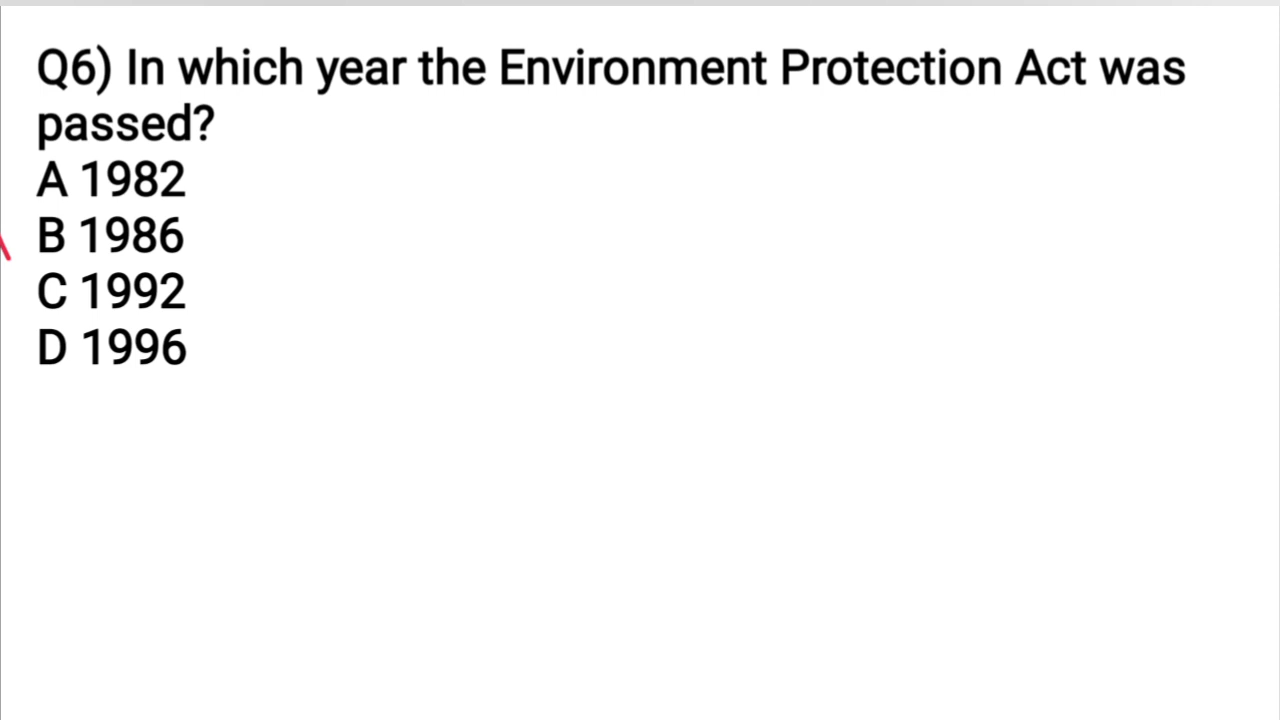 Q6) In which year the Environment Protection Act was
passed?
A 1982
B 1986
C 1992
D 1996